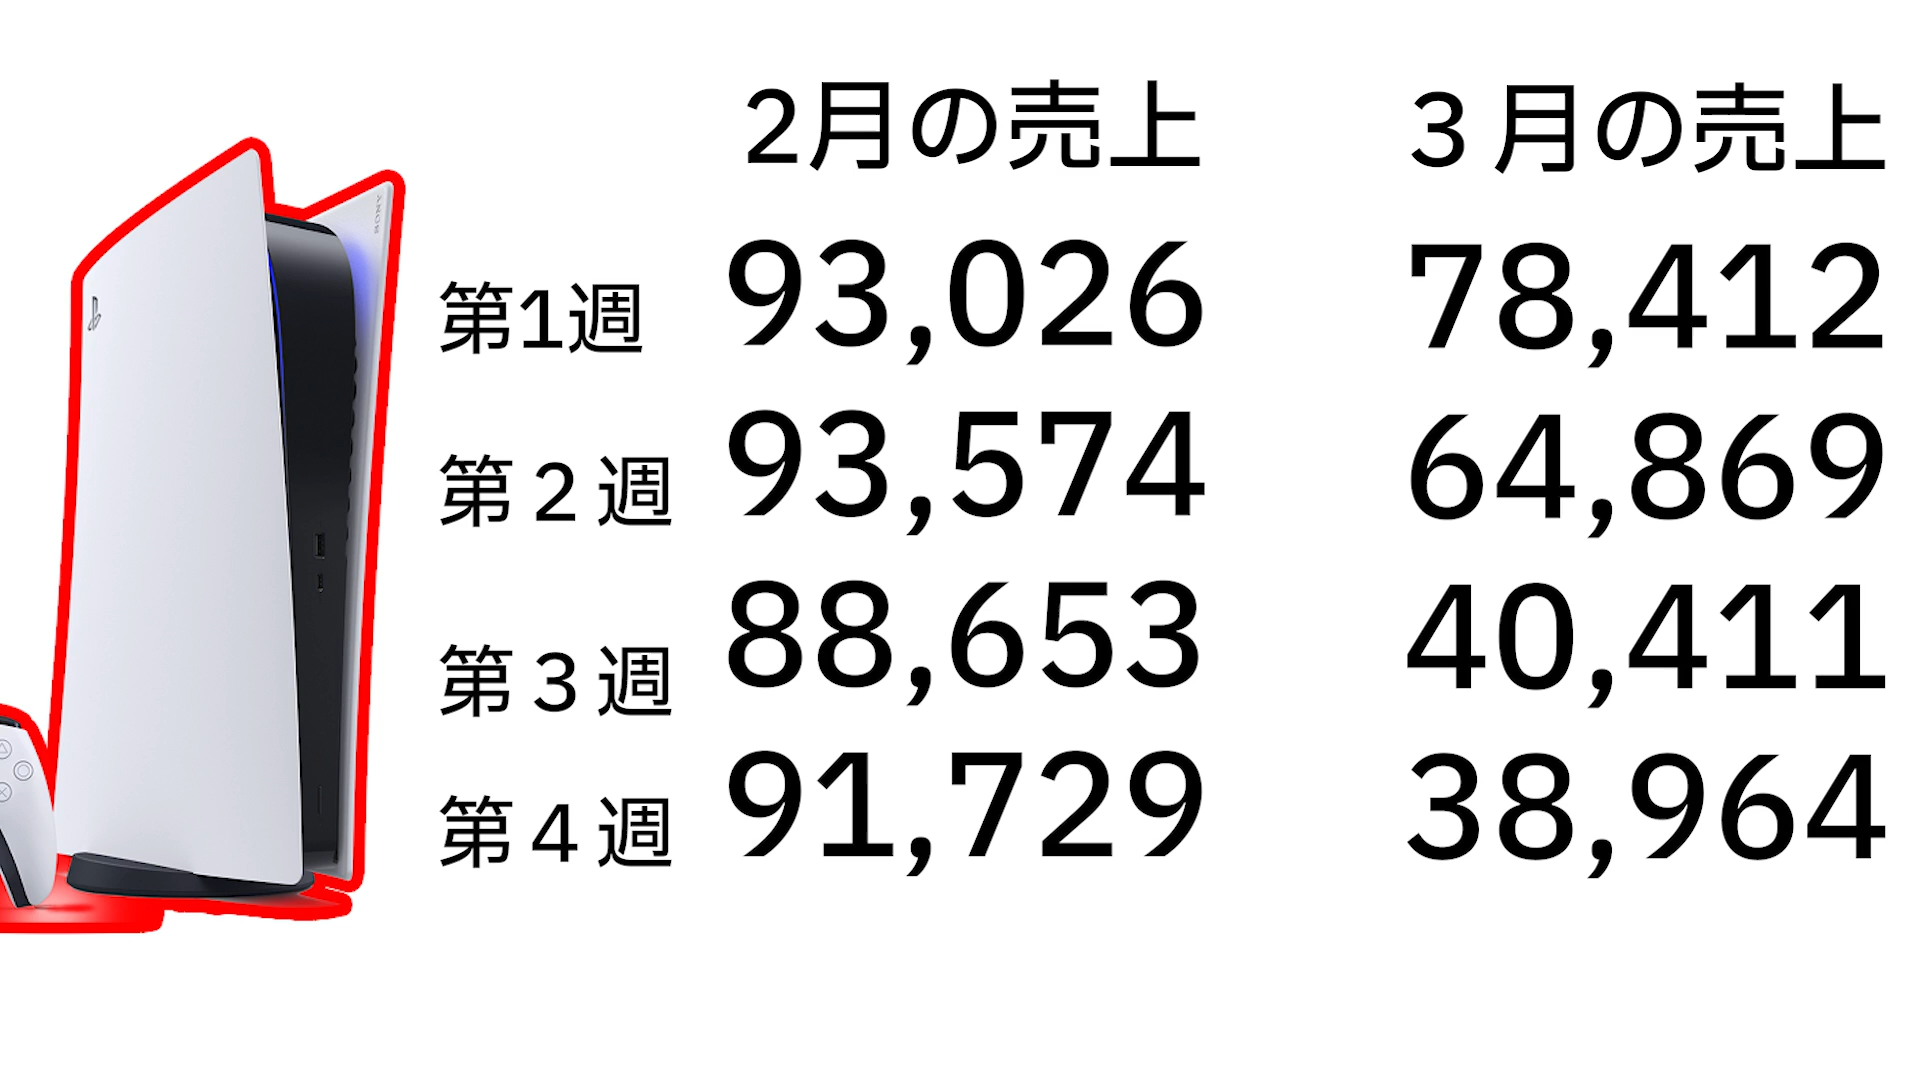 2月の売上 3月の売上
第1週 93,026 78,412
第2週 93,574 64,869
第3週 88,653 40,411
第4週 91,729 38,964
SONY